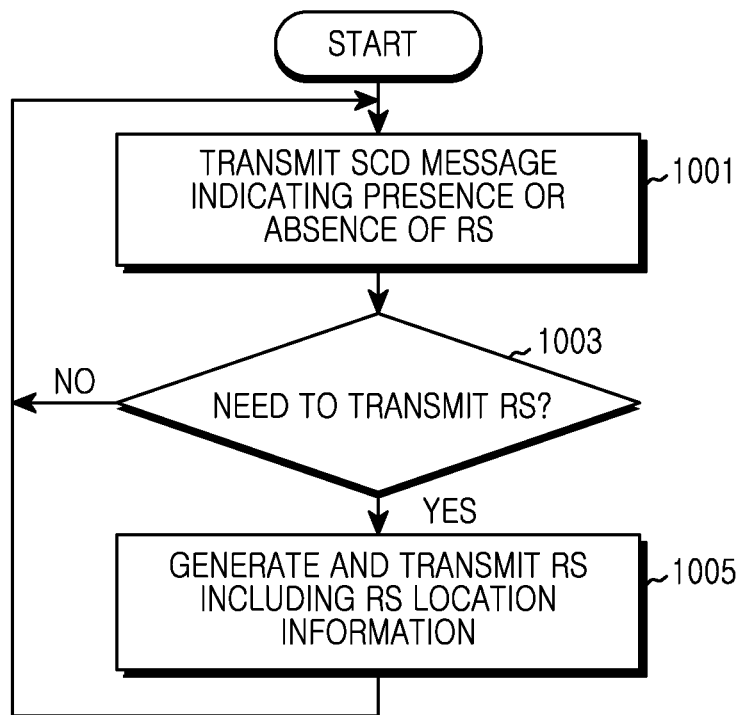 START
TRANSMIT SCD MESSAGE
INDICATING PRESENCE OR
ABSENCE OF RS
1001
1003
NEED TO TRANSMIT RS?
NO
YES
GENERATE AND TRANSMIT RS
INCLUDING RS LOCATION
INFORMATION
1005